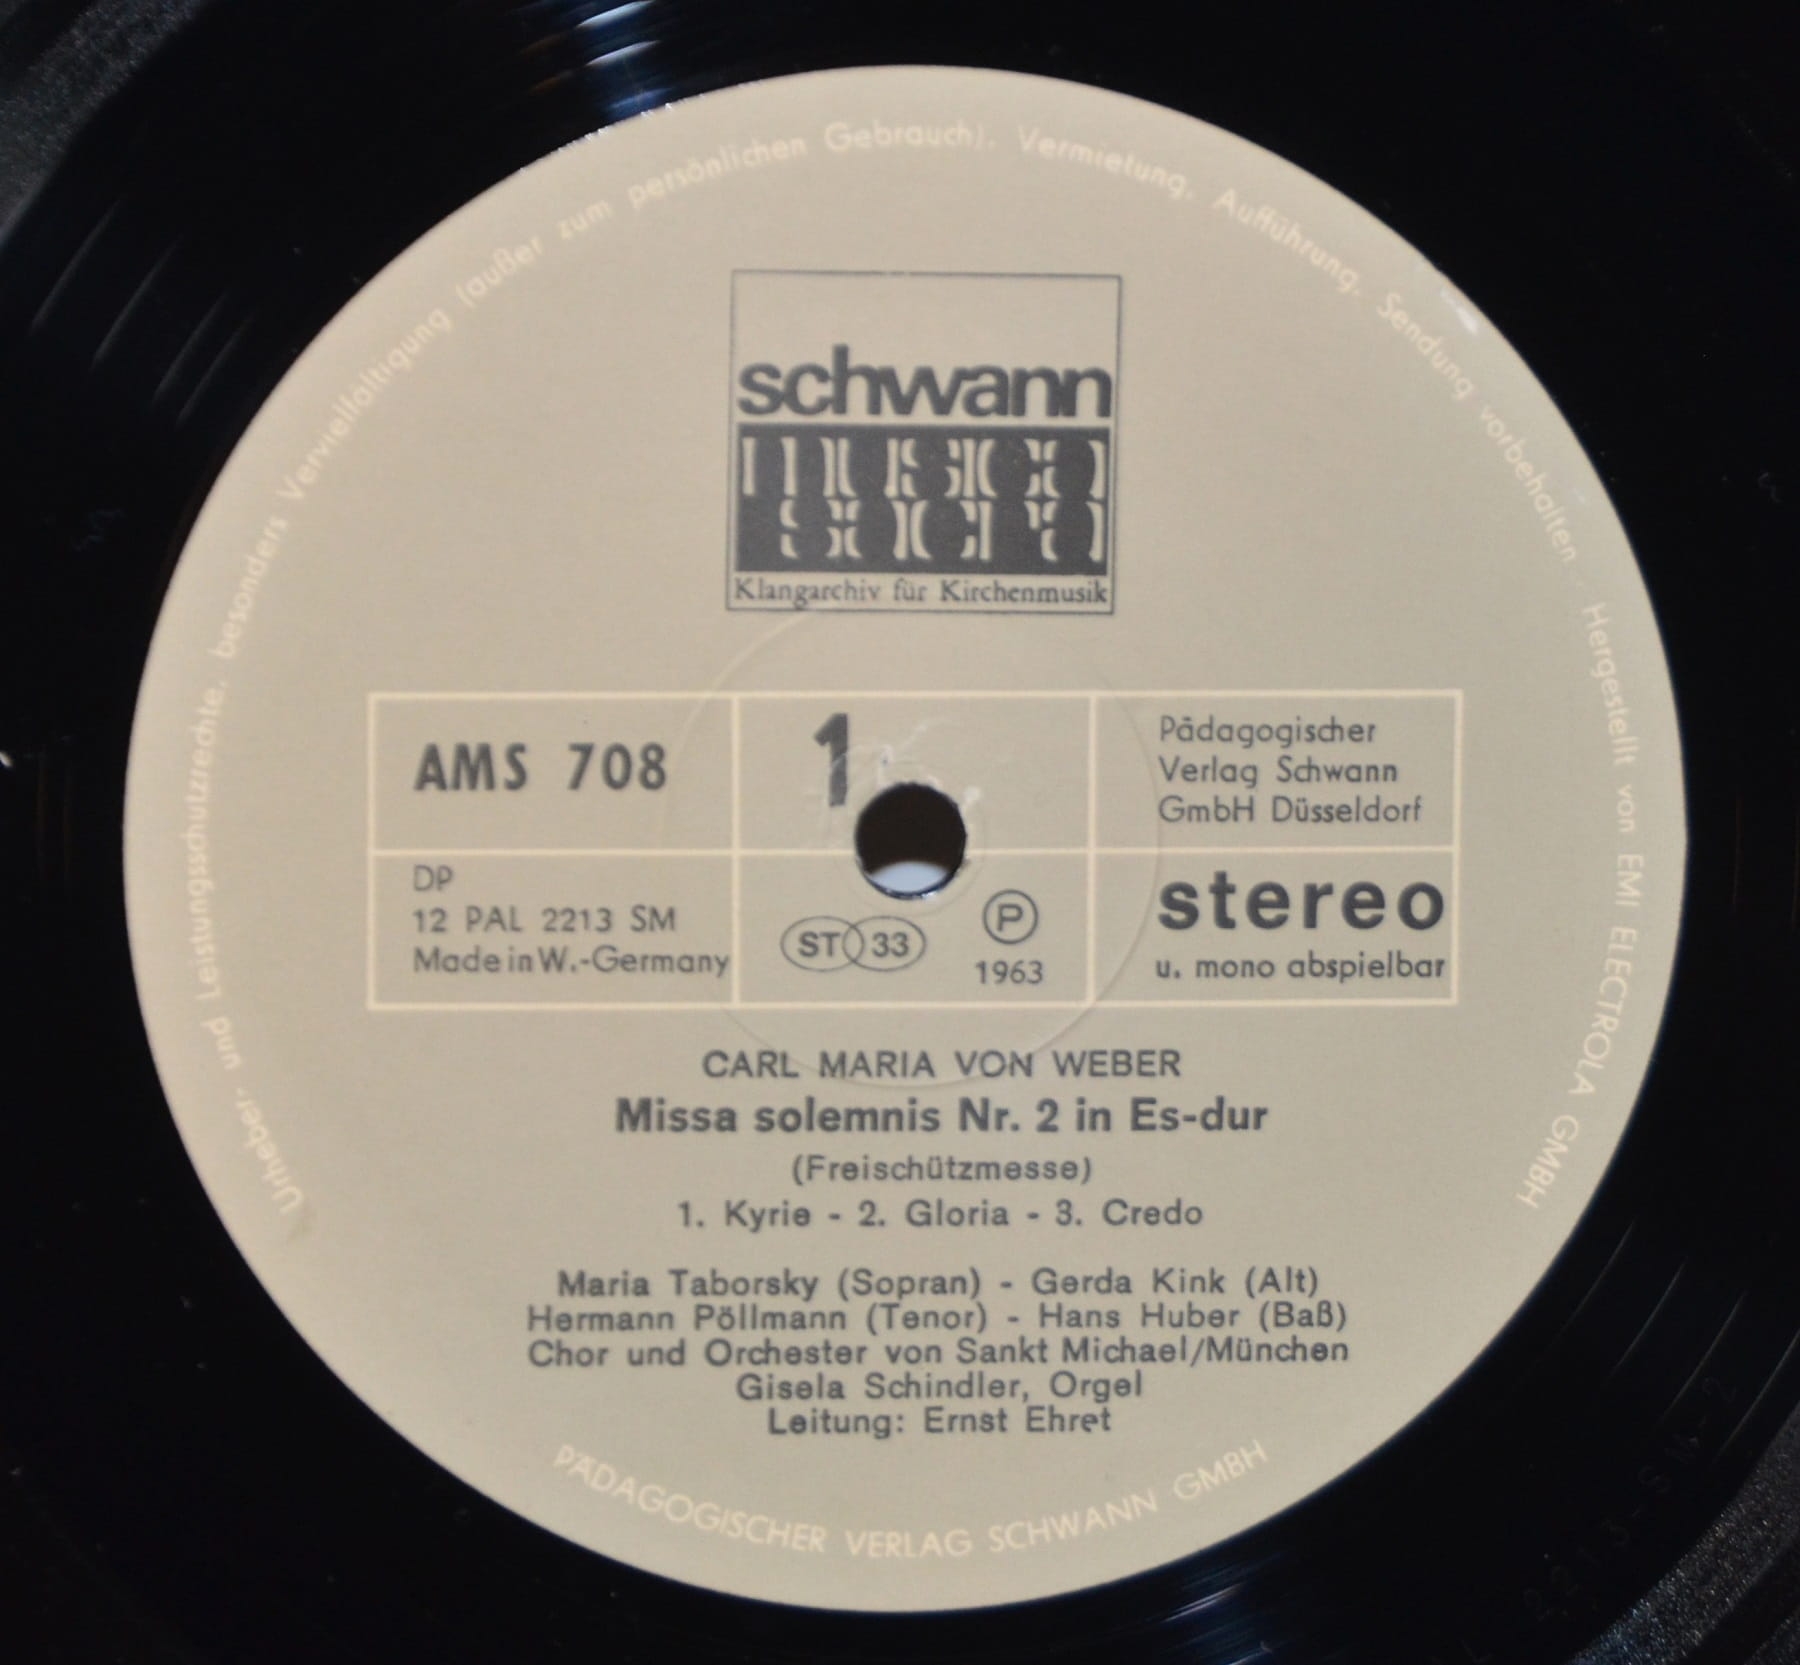 Urheber- und Leistungsschutzrechte, besonders Vervielfältigung (außer zum persönlichen Gebrauch), Vermietung, Aufführung, Sendung vorbehalten. Hergestellt von EMI ELECTROLA GMBH
schwann
MUSICA
SACRA
Klangarchiv für Kirchenmusik
AMS 708
1
Pädagogischer
Verlag Schwann
GmbH Düsseldorf
DP
12 PAL 2213 SM
Made in W.-Germany
ST 33
Ⓟ
1963
stereo
u. mono abspielbar
CARL MARIA VON WEBER
Missa solemnis Nr. 2 in Es-dur
(Freischützmesse)
1. Kyrie - 2. Gloria - 3. Credo
Maria Taborsky (Sopran) - Gerda Kink (Alt)
Hermann Pöllmann (Tenor) - Hans Huber (Baß)
Chor und Orchester von Sankt Michael/München
Gisela Schindler, Orgel
Leitung: Ernst Ehret
PÄDAGOGISCHER VERLAG SCHWANN GMBH